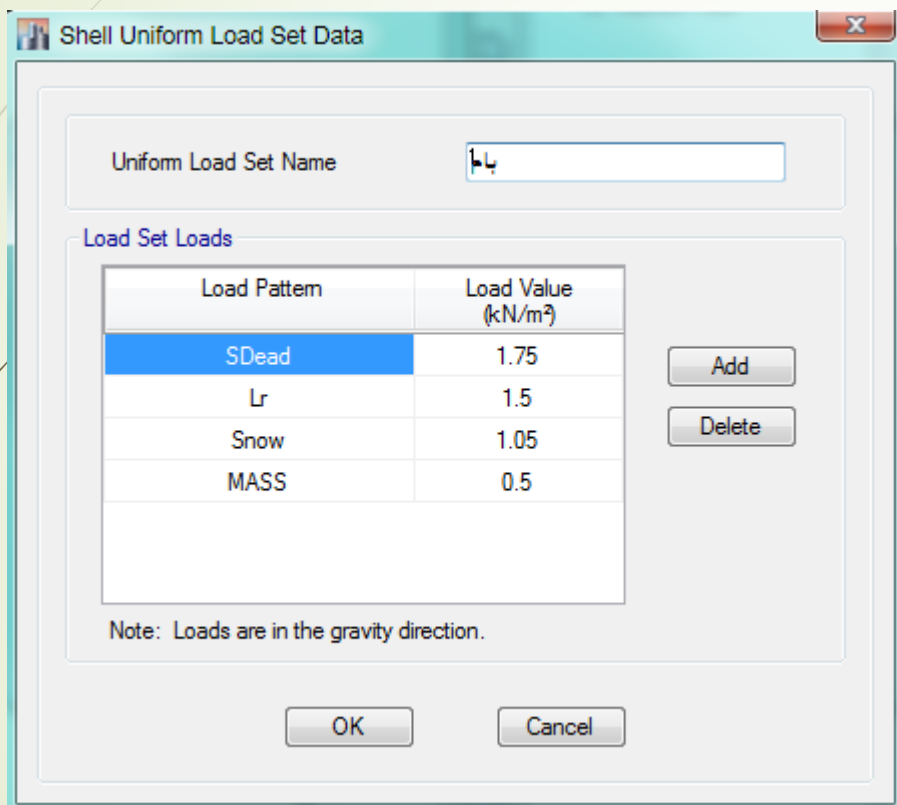 Shell Uniform Load Set Data
Uniform Load Set Name بام
Load Set Loads
Load Pattern Load Value (kN/m²)
SDead 1.75
Lr 1.5
Snow 1.05
MASS 0.5
Add
Delete
Note: Loads are in the gravity direction.
OK Cancel